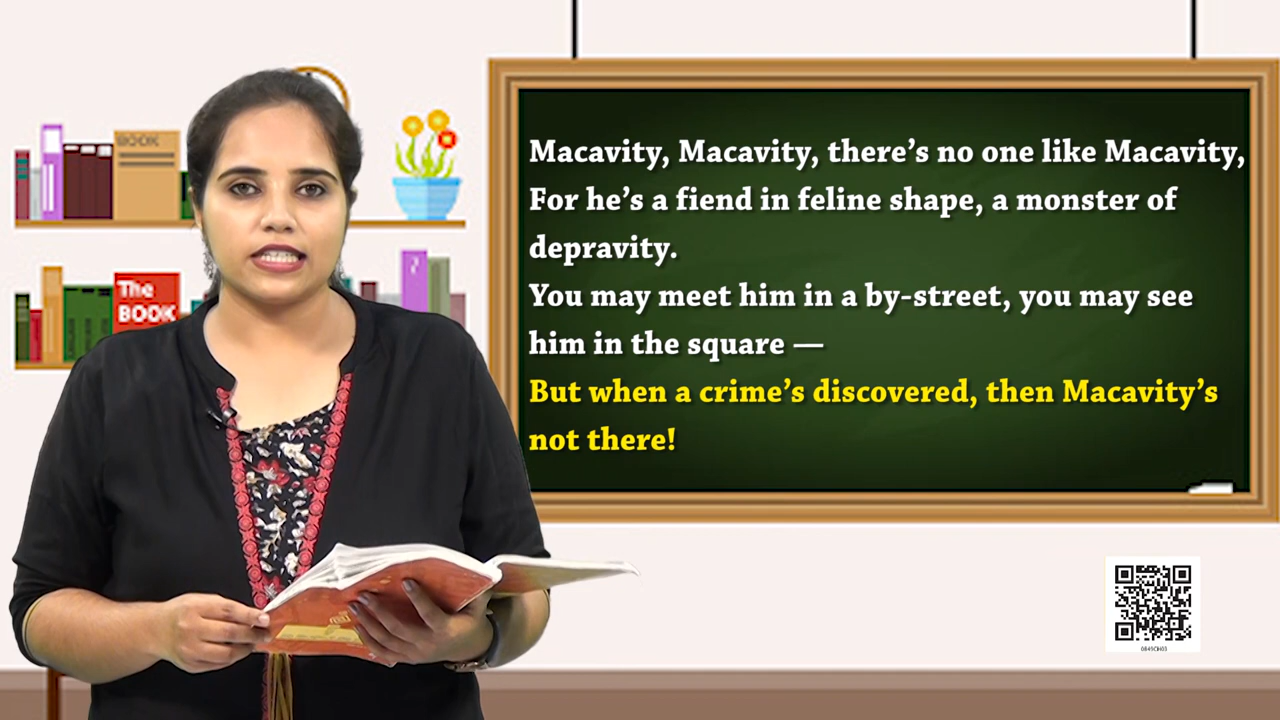 BOOK
The
BOOK
Macavity, Macavity, there’s no one like Macavity,
For he’s a fiend in feline shape, a monster of
depravity.
You may meet him in a by-street, you may see
him in the square —
But when a crime’s discovered, then Macavity’s
not there!